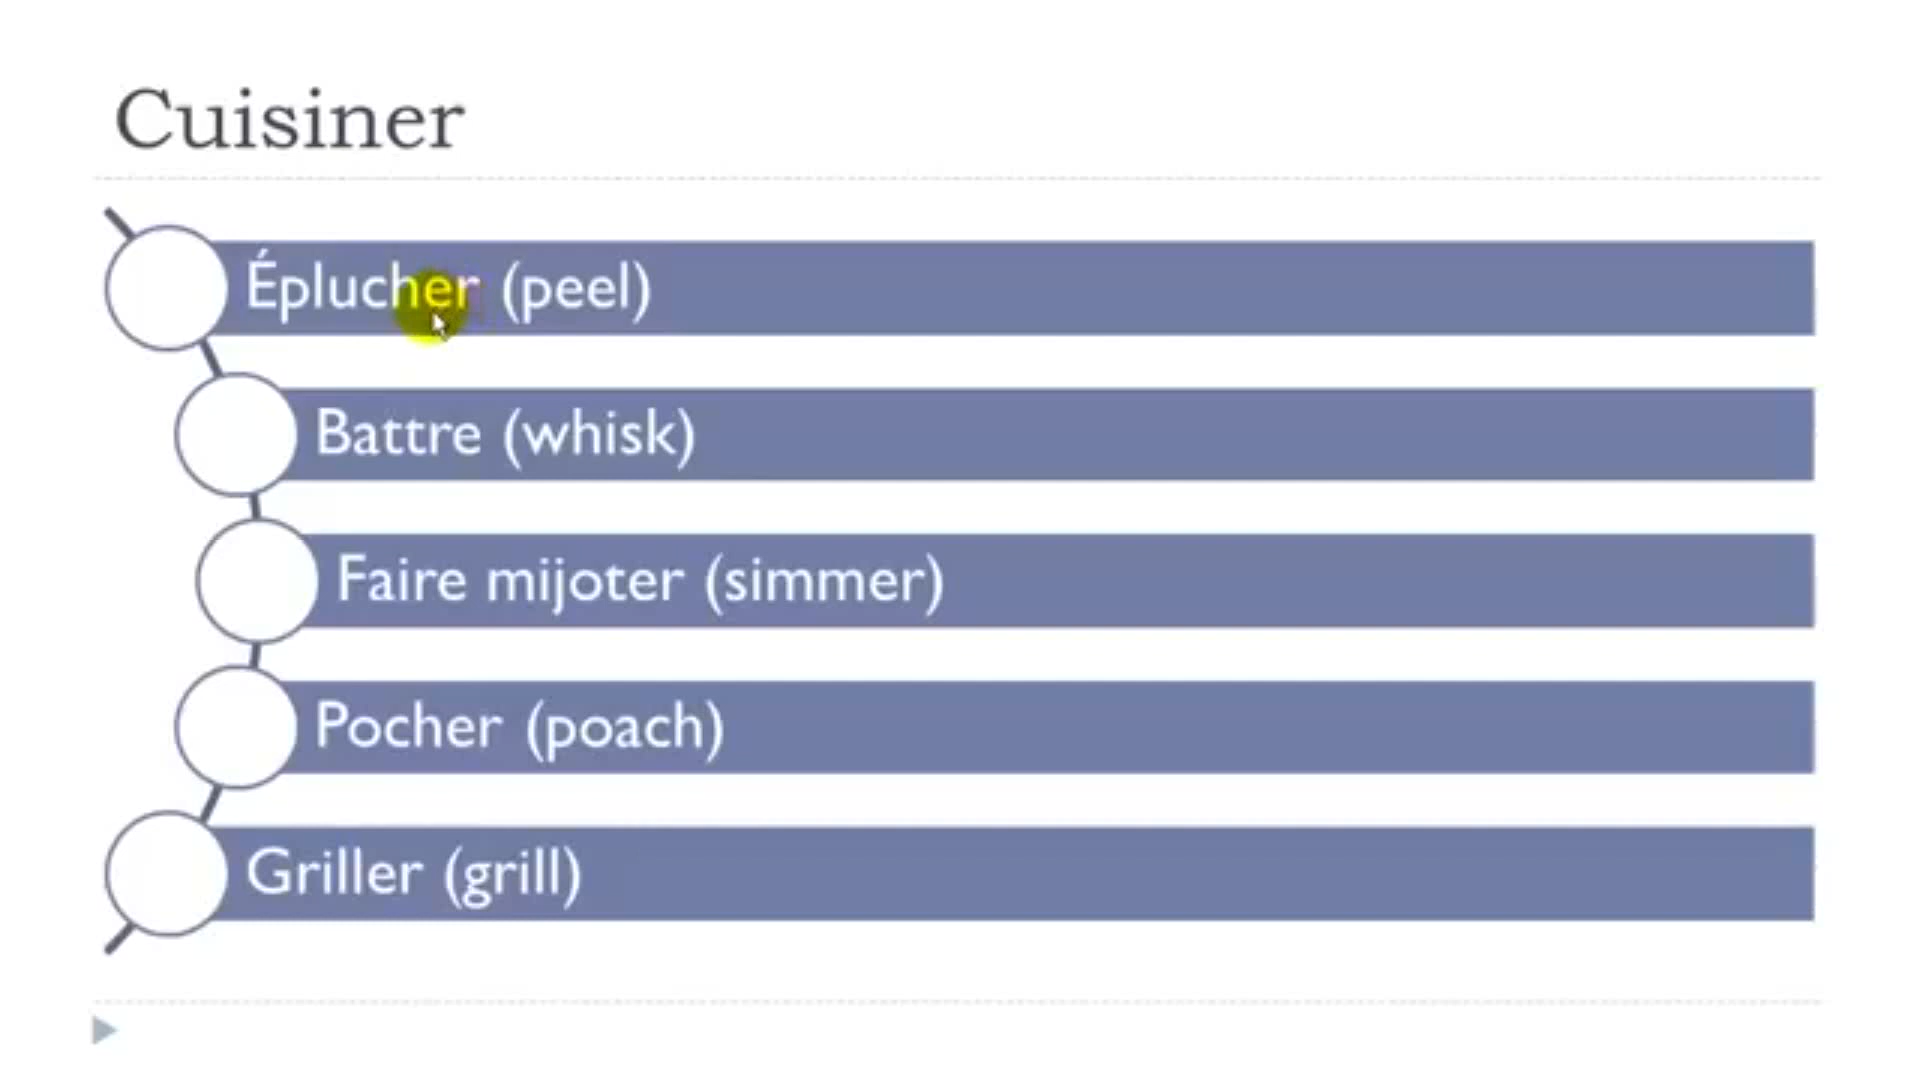 Cuisiner
Éplucher (peel)
Battre (whisk)
Faire mijoter (simmer)
Pocher (poach)
Griller (grill)